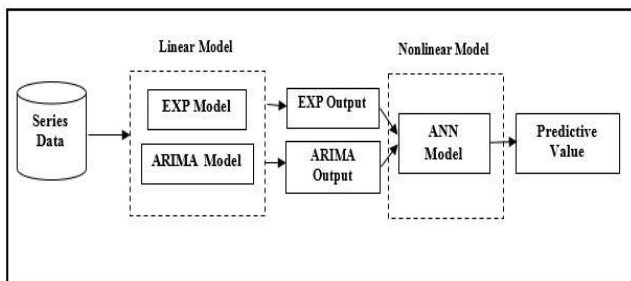 Linear Model
Nonlinear Model
Series
Data
EXP Model
ARIMA Model
EXP Output
ARIMA
Output
ANN
Model
Predictive
Value